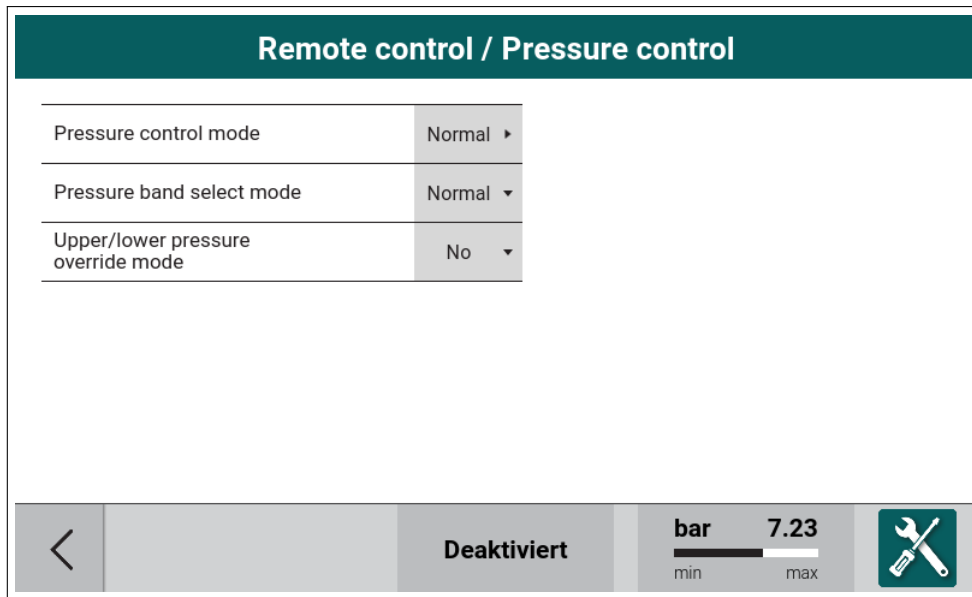 Remote control / Pressure control
Pressure control mode
Normal
Pressure band select mode
Normal
Upper/lower pressure
override mode
No
Deaktiviert
bar 7.23
min max